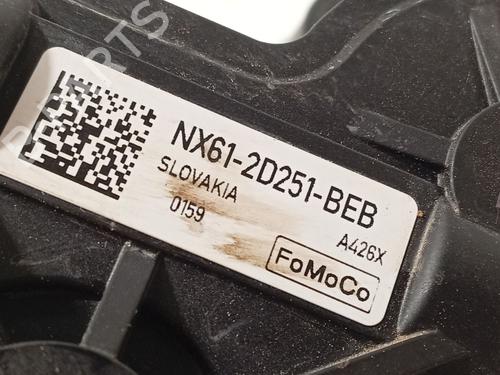 NX61-2D251-BEB
SLOVAKIA
0159
A426X
FoMoCo